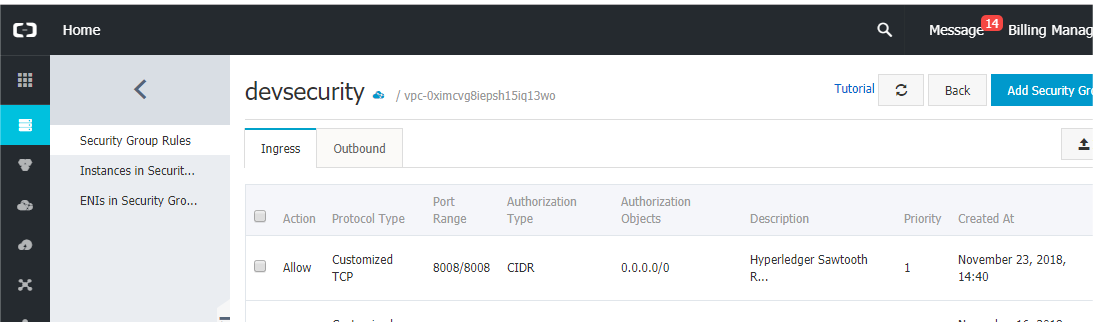 Home
Message 14 Billing Manag
devsecurity / vpc-0ximcvg8iepsh15iq13wo
Tutorial Back Add Security Gro
Security Group Rules
Instances in Securit...
ENIs in Security Gro...
Ingress Outbound
Action Protocol Type Port Range Authorization Type Authorization Objects Description Priority Created At
Allow Customized TCP 8008/8008 CIDR 0.0.0.0/0 Hyperledger Sawtooth R... 1 November 23, 2018, 14:40